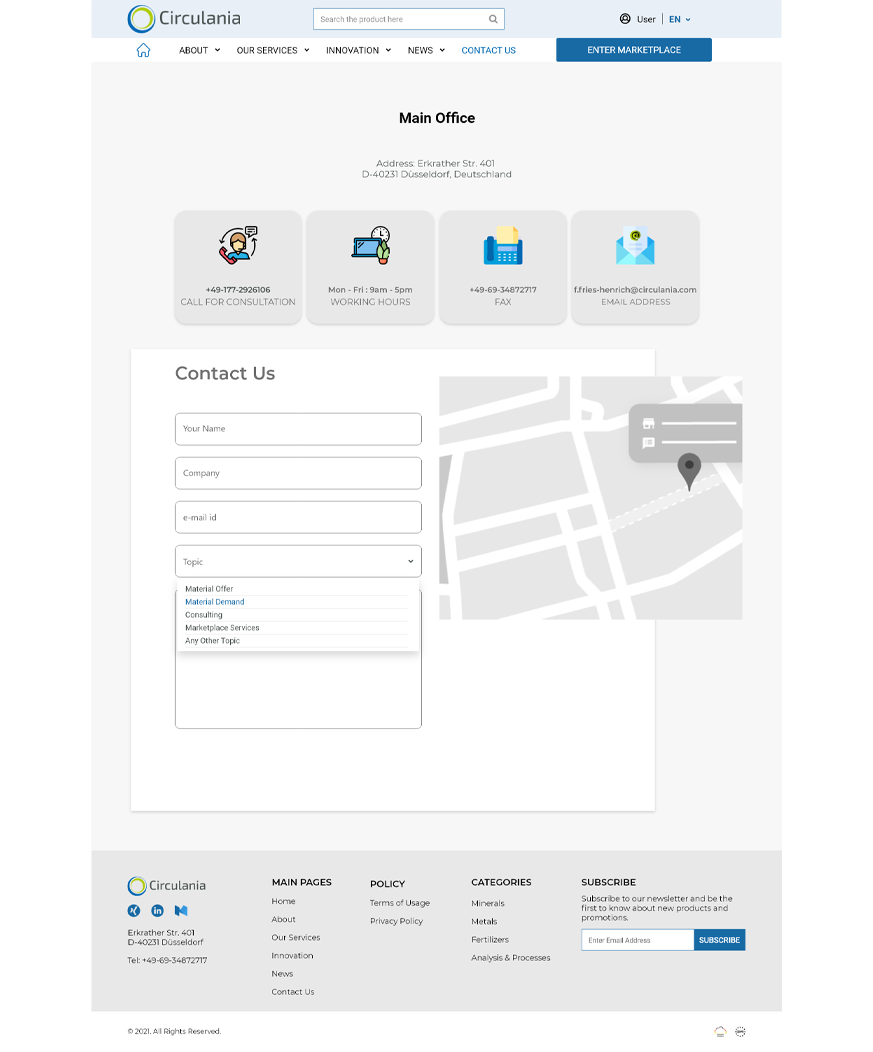 Circulania
Search the product here
User
EN
ABOUT
OUR SERVICES
INNOVATION
NEWS
CONTACT US
ENTER MARKETPLACE
Main Office
Address: Erkrather Str. 401
D-40231 Düsseldorf, Deutschland
+49-177-2926106
CALL FOR CONSULTATION
Mon - Fri : 9am - 5pm
WORKING HOURS
+49-69-34872717
FAX
f.fries-henrich@circulania.com
EMAIL ADDRESS
Contact Us
Your Name
Company
e-mail id
Topic
Material Offer
Material Demand
Consulting
Marketplace Services
Any Other Topic
Circulania
Erkrather Str. 401
D-40231 Düsseldorf
Tel: +49-69-34872717
MAIN PAGES
Home
About
Our Services
Innovation
News
Contact Us
POLICY
Terms of Usage
Privacy Policy
CATEGORIES
Minerals
Metals
Fertilizers
Analysis & Processes
SUBSCRIBE
Subscribe to our newsletter and be the
first to know about new products and
promotions.
Enter Email Address
SUBSCRIBE
© 2021. All Rights Reserved.